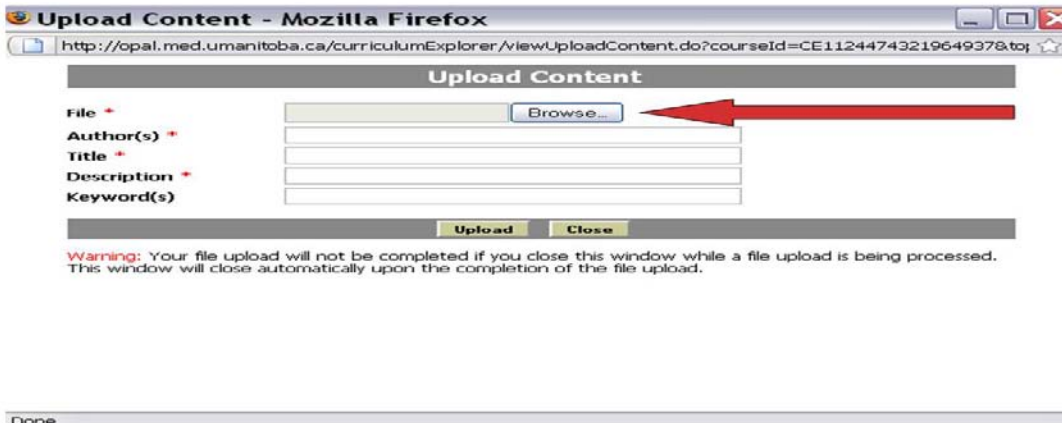 Upload Content - Mozilla Firefox
http://opal.med.umanitoba.ca/curriculumExplorer/viewUploadContent.do?courseId=CE1124474321964937&to
Upload Content
File * Browse...
Author(s) *
Title *
Description *
Keyword(s)
Upload Close
Warning: Your file upload will not be completed if you close this window while a file upload is being processed.
This window will close automatically upon the completion of the file upload.
Done